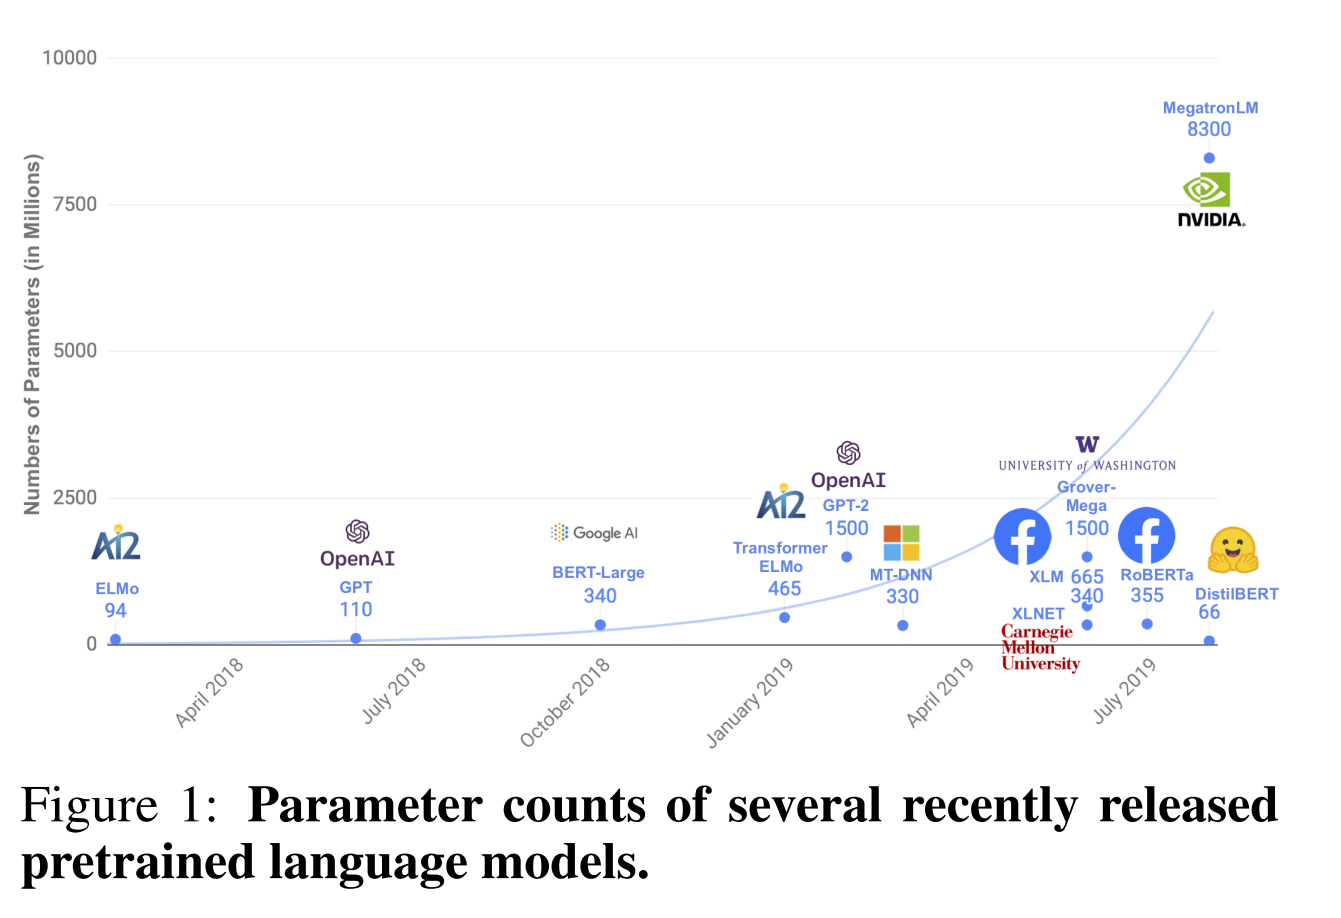 10000
7500
5000
2500
0
Numbers of Parameters (in Millions)
April 2018
July 2018
October 2018
January 2019
April 2019
July 2019
AI2
ELMo
94
OpenAI
GPT
110
Google AI
BERT-Large
340
AI2
Transformer
ELMo
465
OpenAI
GPT-2
1500
MT-DNN
330
W
UNIVERSITY of WASHINGTON
Grover-
Mega
1500
f
XLM 665
340
XLNET
Carnegie
Mellon
University
f
RoBERTa
355
DistilBERT
66
MegatronLM
8300
NVIDIA.
Figure 1: Parameter counts of several recently released
pretrained language models.